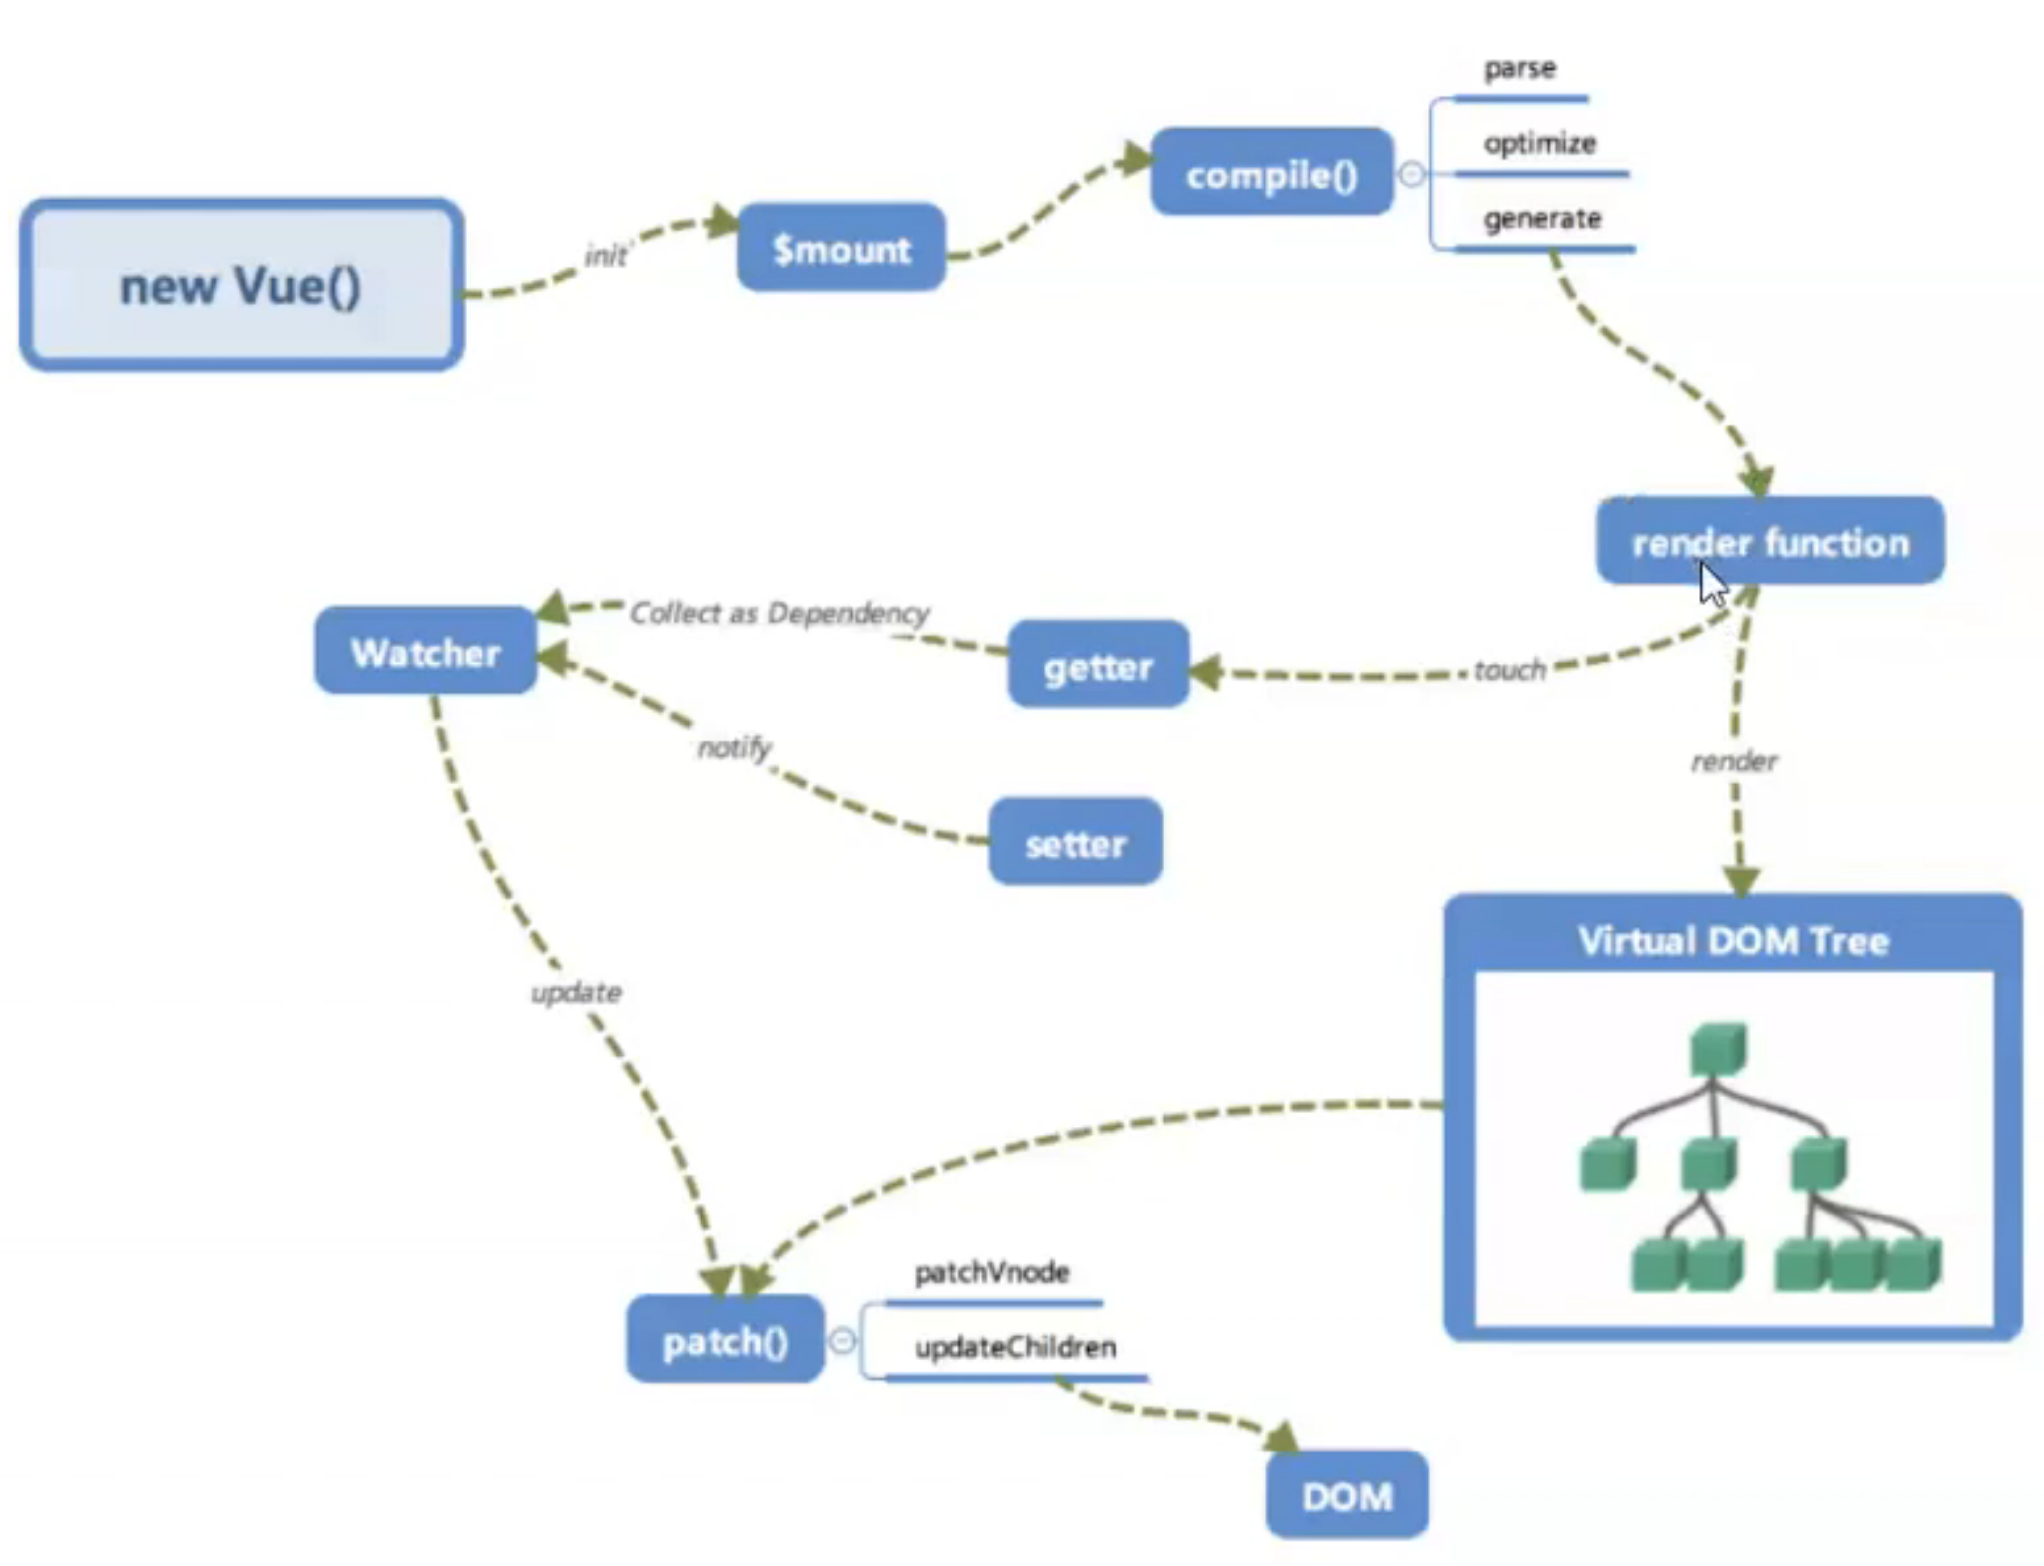 parse
optimize
compile()
generate
new Vue()
init
$mount
render function
Collect as Dependency
Watcher
getter
touch
notify
render
setter
Virtual DOM Tree
update
patchVnode
patch()
updateChildren
DOM